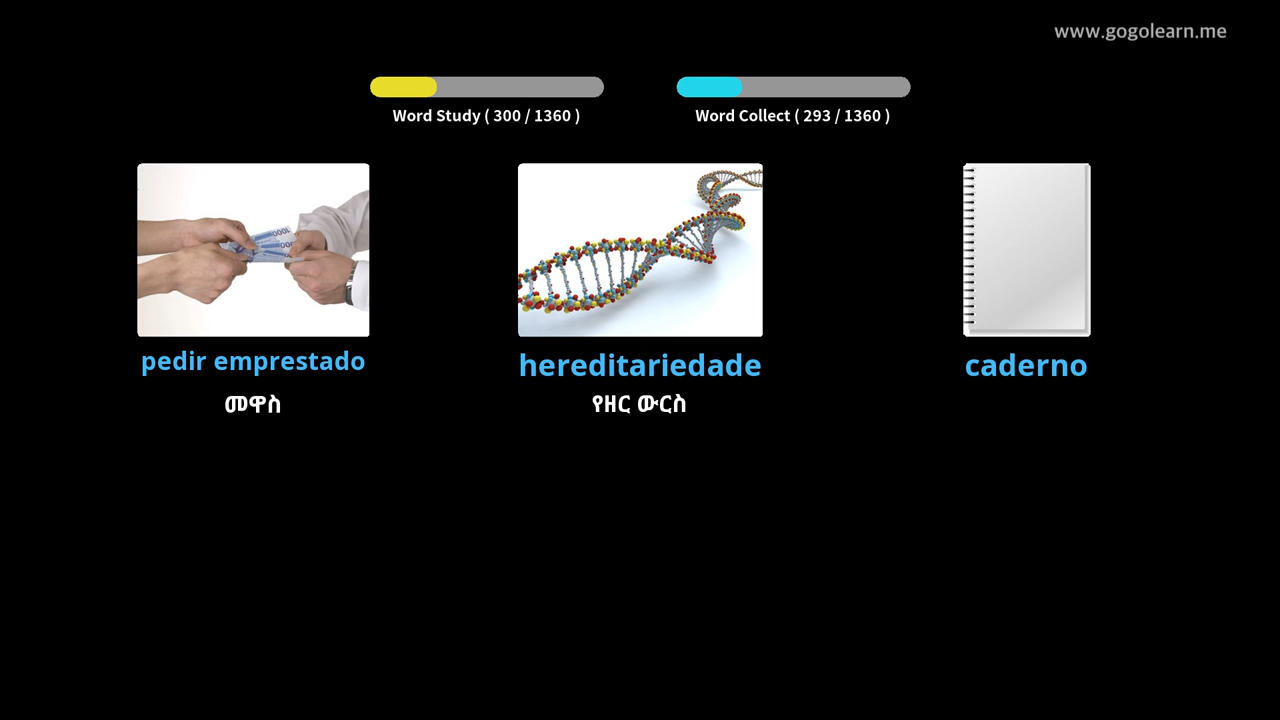 www.gogolearn.me
Word Study ( 300 / 1360 )
Word Collect ( 293 / 1360 )
pedir emprestado
hereditariedade
caderno
መዋስ
የዘር ውርስ